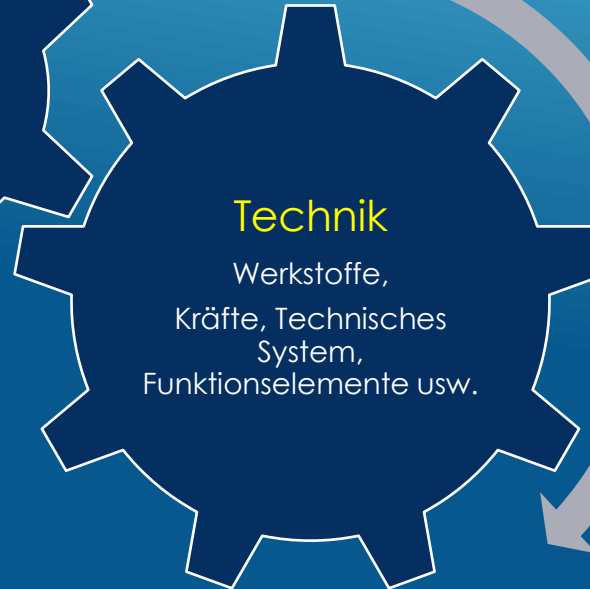 Technik
Werkstoffe,
Kräfte, Technisches
System,
Funktionselemente usw.